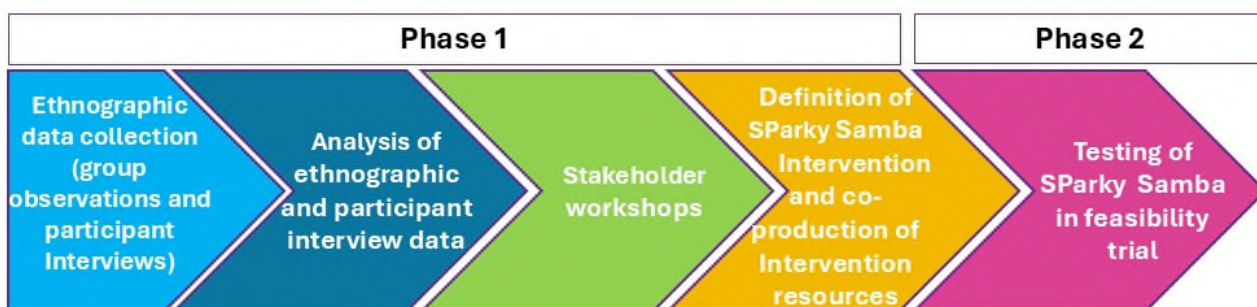 Phase 1
Phase 2
Ethnographic
data collection
(group
observations and
participant
Interviews)
Analysis of
ethnographic
and participant
interview data
Stakeholder
workshops
Definition of
SParky Samba
Intervention
and co-
production of
Intervention
resources
Testing of
SParky Samba
in feasibility
trial